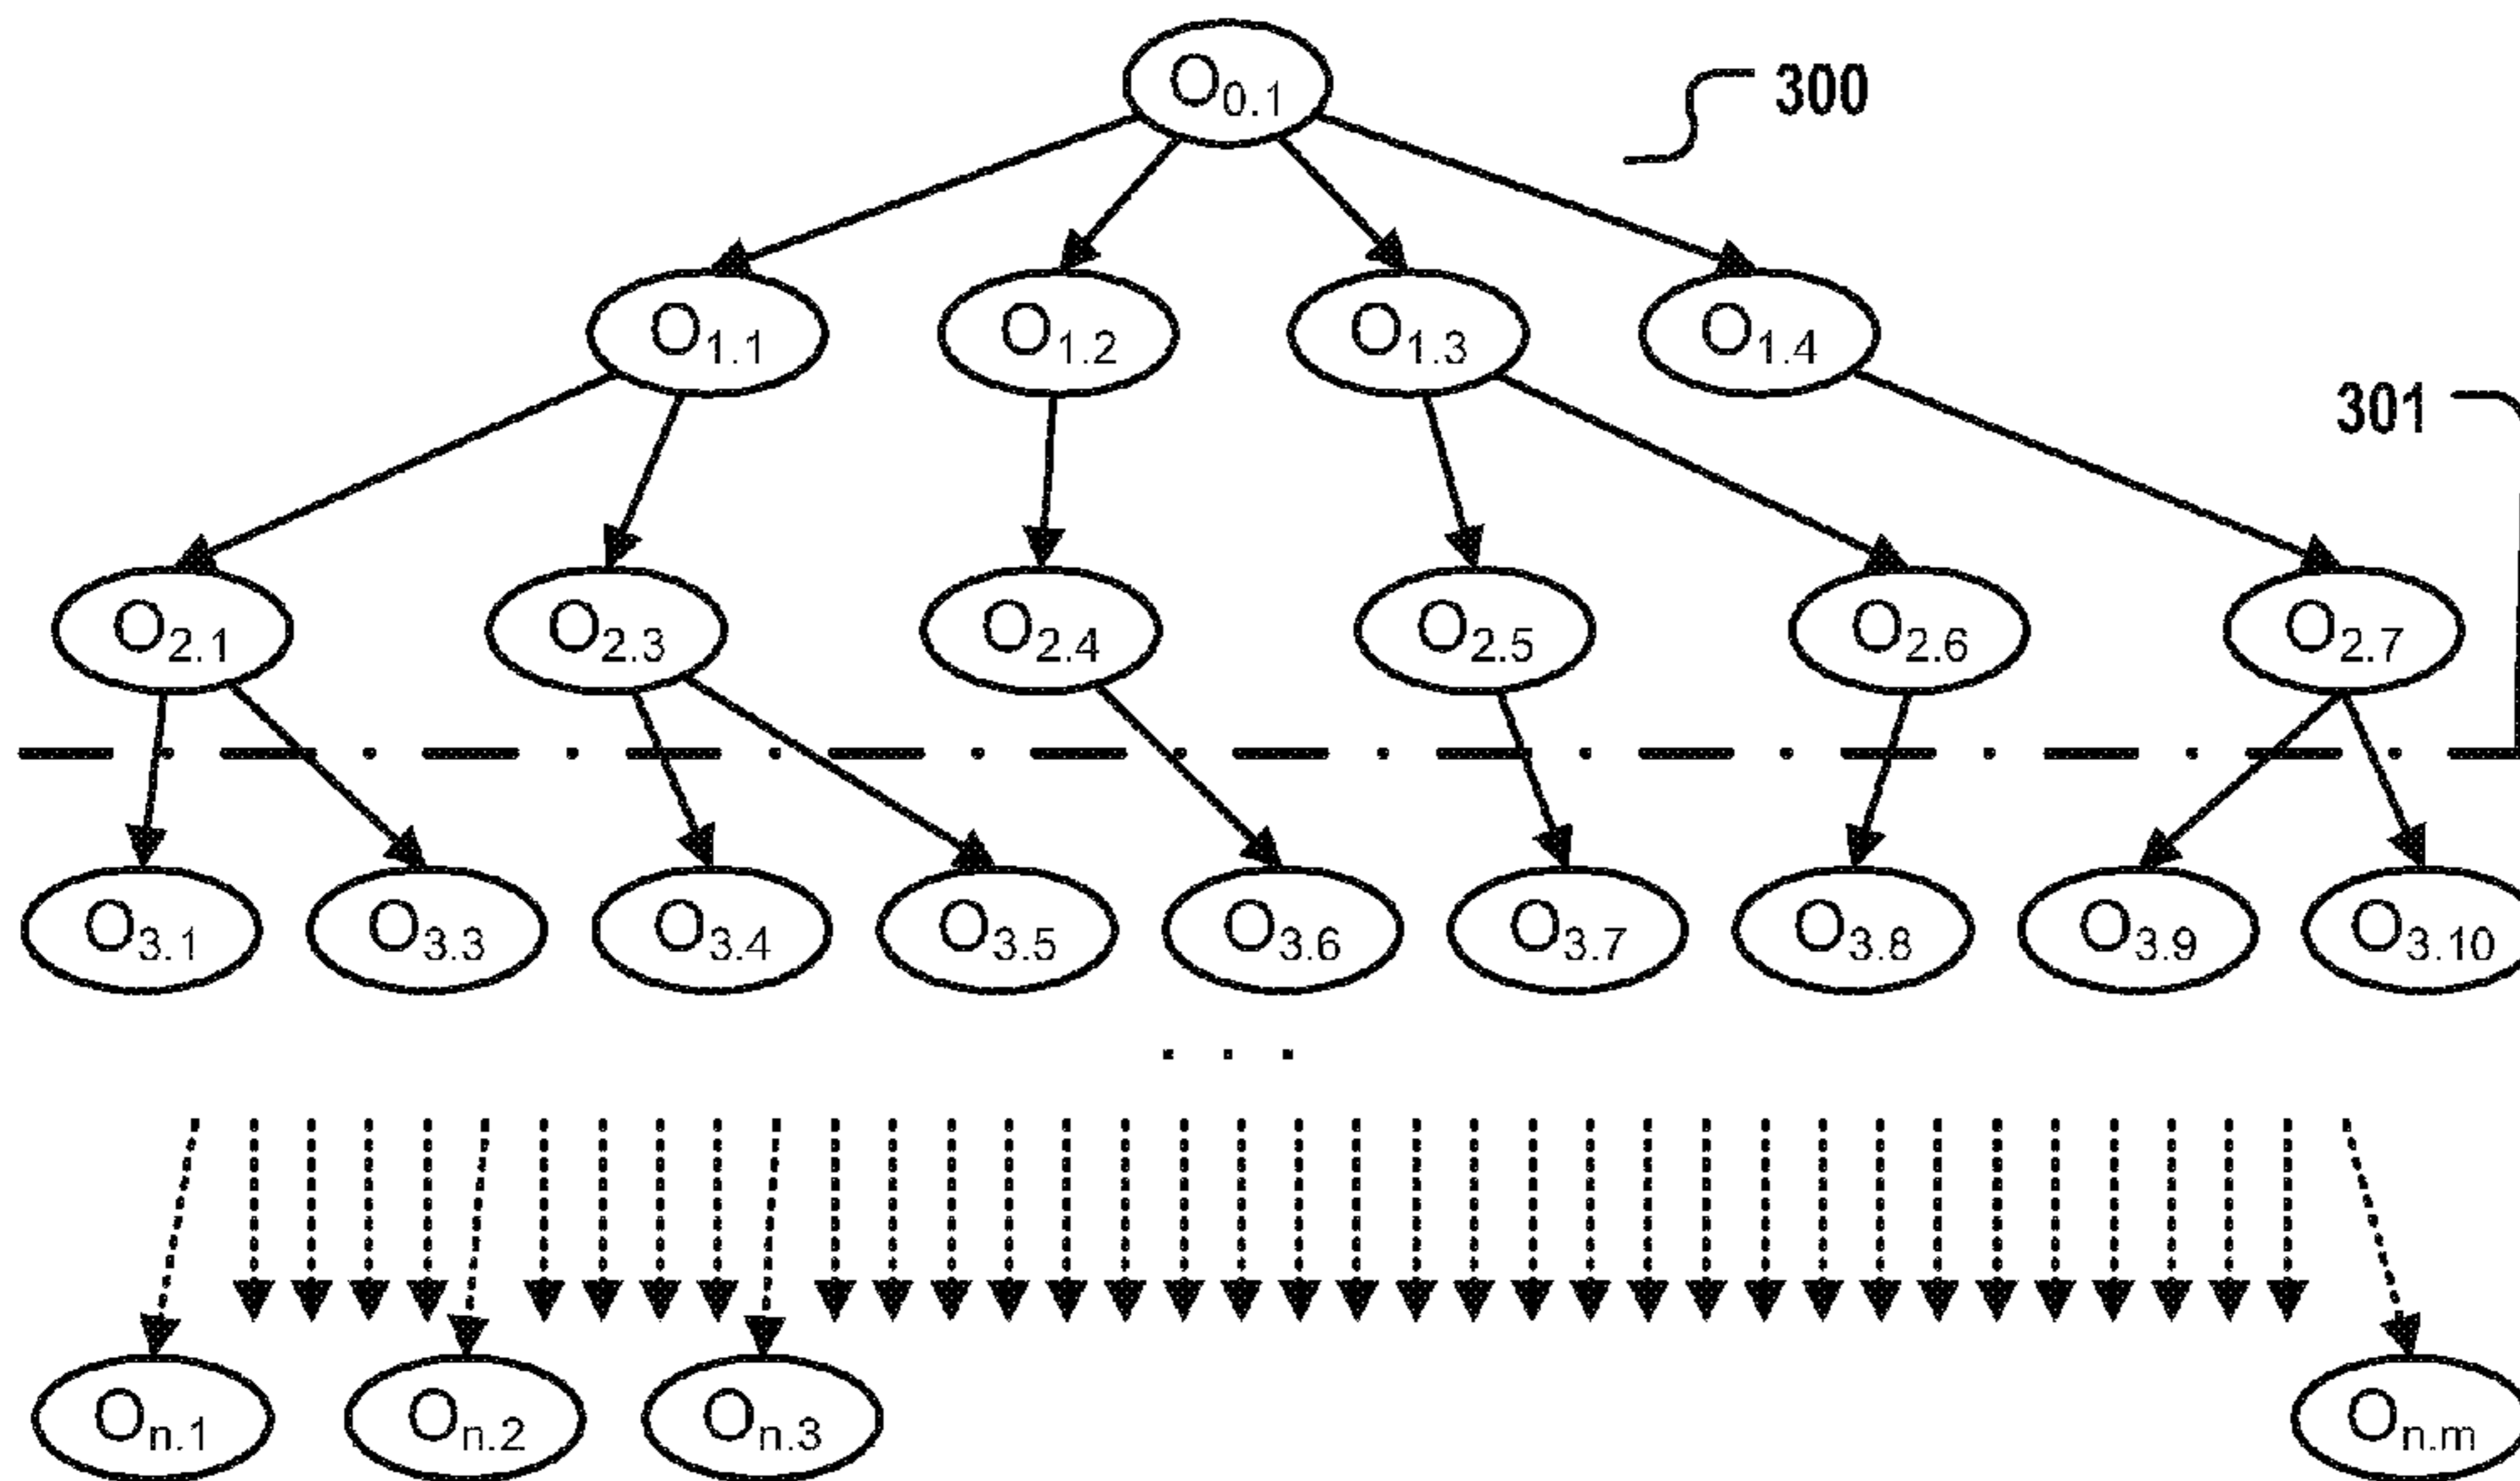 O0.1
300
O1.1 O1.2 O1.3 O1.4
301
O2.1 O2.3 O2.4 O2.5 O2.6 O2.7
O3.1 O3.3 O3.4 O3.5 O3.6 O3.7 O3.8 O3.9 O3.10
. . .
On.1 On.2 On.3 On.m